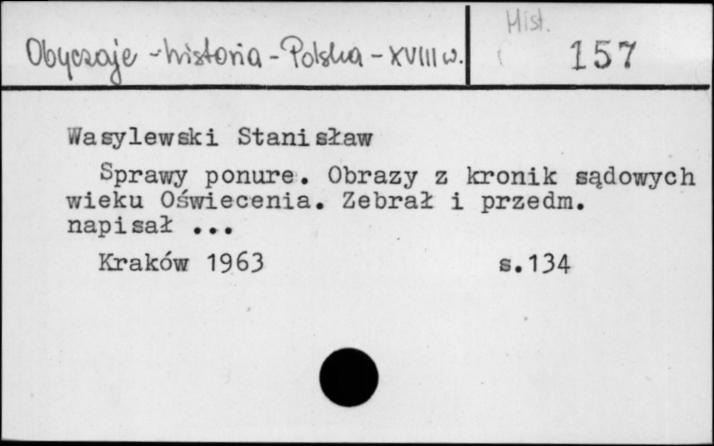 Hist.
Obyczaje - historia - Polska - XVIII w.
157
Wasylewski Stanisław
Sprawy ponure. Obrazy z kronik sądowych
wieku Oświecenia. Zebrał i przedm.
napisał ...
Kraków 1963 s.134